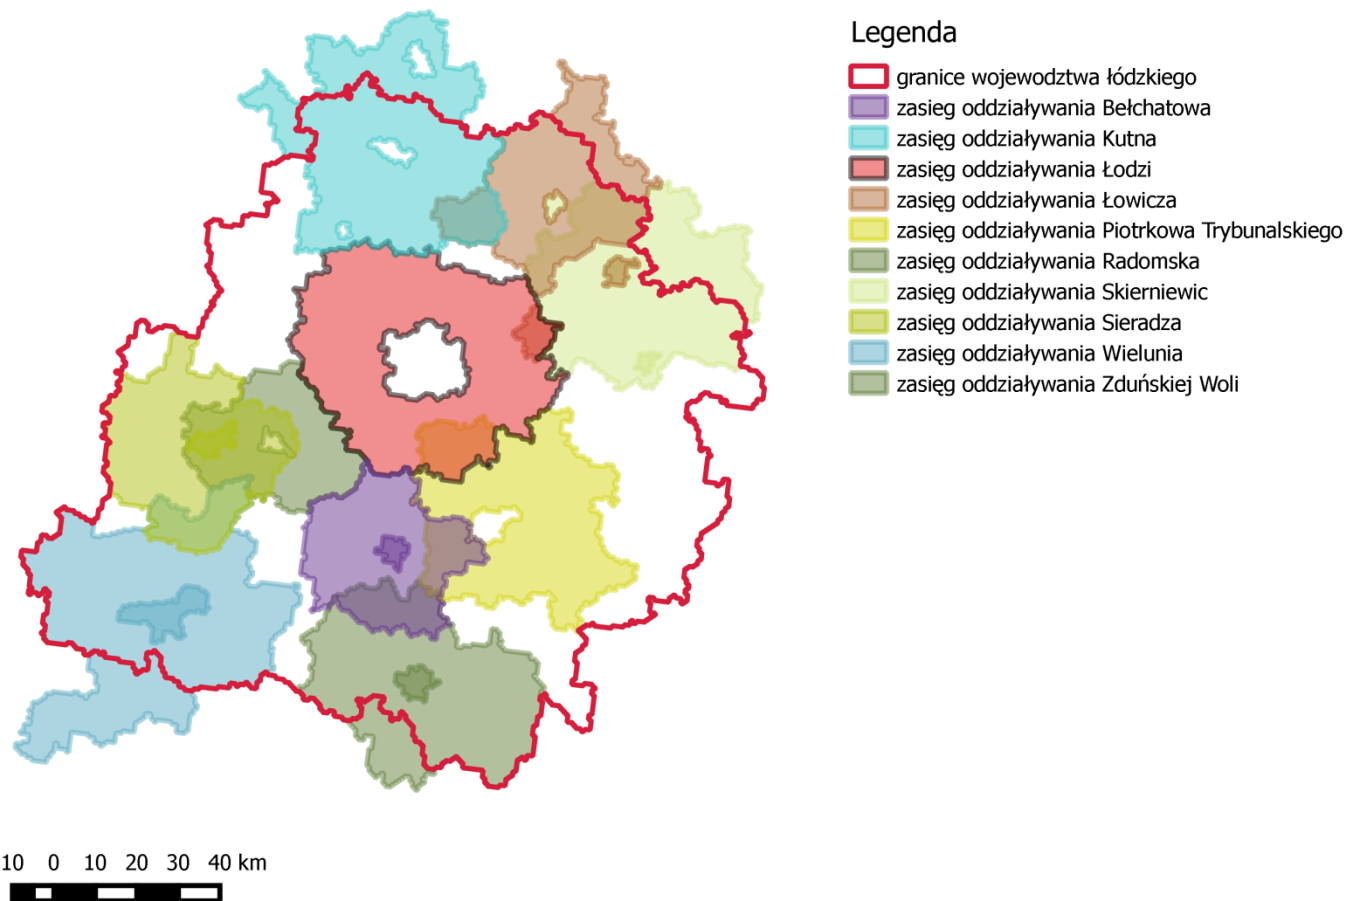 Legenda
granice wojewodztwa łódzkiego
zasięg oddziaływania Bełchatowa
zasięg oddziaływania Kutna
zasięg oddziaływania Łodzi
zasięg oddziaływania Łowicza
zasięg oddziaływania Piotrkowa Trybunalskiego
zasięg oddziaływania Radomska
zasięg oddziaływania Skierniewic
zasięg oddziaływania Sieradza
zasięg oddziaływania Wielunia
zasięg oddziaływania Zduńskiej Woli
10 0 10 20 30 40 km